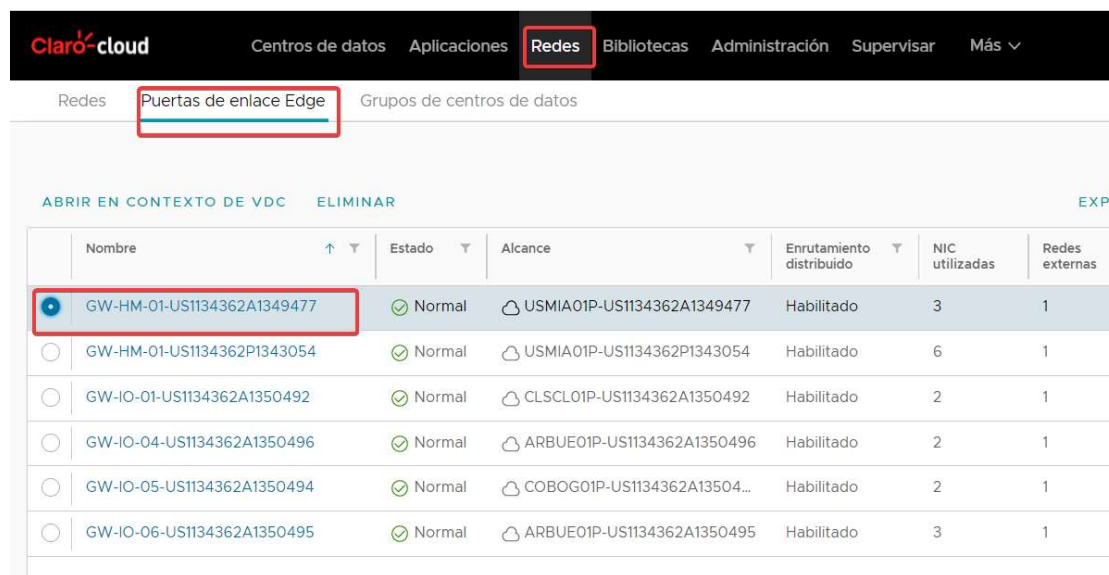 Claro-cloud Centros de datos Aplicaciones Redes Bibliotecas Administración Supervisar Más
Redes Puertas de enlace Edge Grupos de centros de datos
ABRIR EN CONTEXTO DE VDC ELIMINAR EXP
Nombre Estado Alcance Enrutamiento distribuido NIC utilizadas Redes externas
GW-HM-01-US1134362A1349477 Normal USMIA01P-US1134362A1349477 Habilitado 3 1
GW-HM-01-US1134362P1343054 Normal USMIA01P-US1134362P1343054 Habilitado 6 1
GW-IO-01-US1134362A1350492 Normal CLSCL01P-US1134362A1350492 Habilitado 2 1
GW-IO-04-US1134362A1350496 Normal ARBUE01P-US1134362A1350496 Habilitado 2 1
GW-IO-05-US1134362A1350494 Normal COBOG01P-US1134362A13504... Habilitado 2 1
GW-IO-06-US1134362A1350495 Normal ARBUE01P-US1134362A1350495 Habilitado 3 1